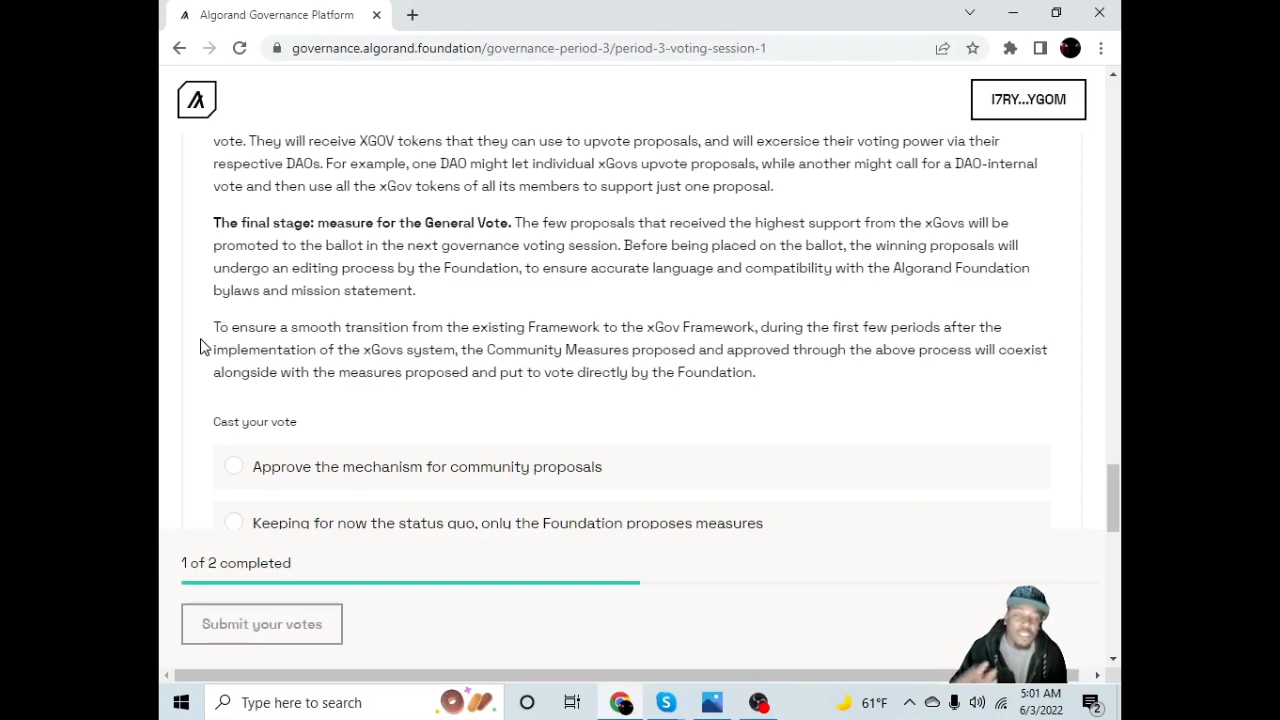 Algorand Governance Platform
governance.algorand.foundation/governance-period-3/period-3-voting-session-1
I7RY...YGOM
vote. They will receive XGOV tokens that they can use to upvote proposals, and will excersice their voting power via their
respective DAOs. For example, one DAO might let individual xGovs upvote proposals, while another might call for a DAO-internal
vote and then use all the xGov tokens of all its members to support just one proposal.
The final stage: measure for the General Vote. The few proposals that received the highest support from the xGovs will be
promoted to the ballot in the next governance voting session. Before being placed on the ballot, the winning proposals will
undergo an editing process by the Foundation, to ensure accurate language and compatibility with the Algorand Foundation
bylaws and mission statement.
To ensure a smooth transition from the existing Framework to the xGov Framework, during the first few periods after the
implementation of the xGovs system, the Community Measures proposed and approved through the above process will coexist
alongside with the measures proposed and put to vote directly by the Foundation.
Cast your vote
Approve the mechanism for community proposals
Keeping for now the status quo, only the Foundation proposes measures
1 of 2 completed
Submit your votes
Type here to search
61°F
5:01 AM
6/3/2022
2